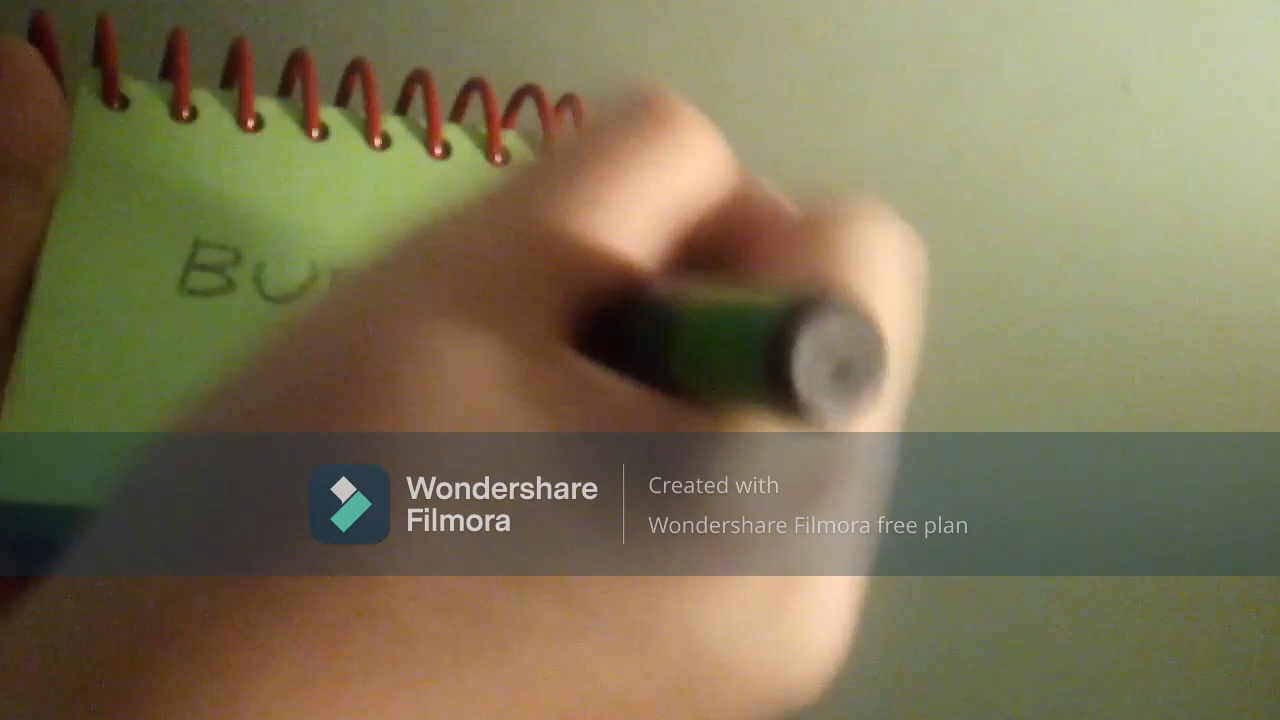 BU
Wondershare
Filmora
Created with
Wondershare Filmora free plan